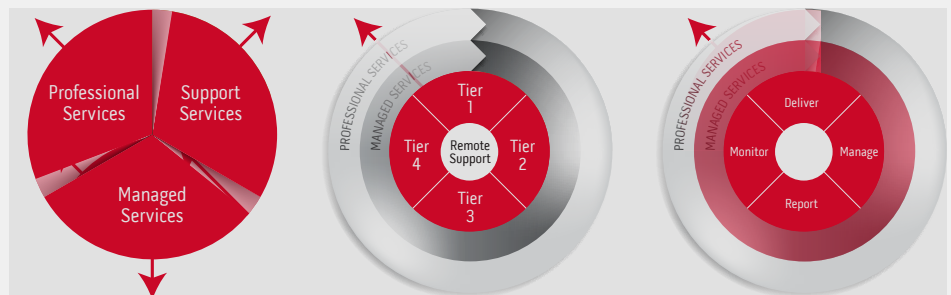 Professional
Services
Support
Services
Managed
Services
PROFESSIONAL SERVICES
MANAGED SERVICES
Tier
1
Tier
2
Tier
3
Tier
4
Remote
Support
PROFESSIONAL SERVICES
MANAGED SERVICES
Deliver
Manage
Report
Monitor